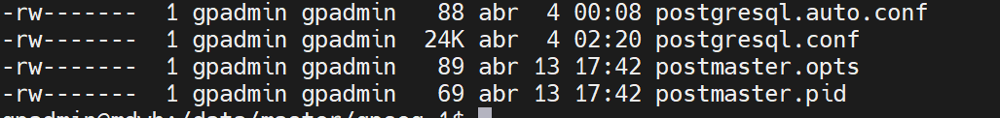 -rw------- 1 gpadmin gpadmin 88 abr 4 00:08 postgresql.auto.conf
-rw------- 1 gpadmin gpadmin 24K abr 4 02:20 postgresql.conf
-rw------- 1 gpadmin gpadmin 89 abr 13 17:42 postmaster.opts
-rw------- 1 gpadmin gpadmin 69 abr 13 17:42 postmaster.pid